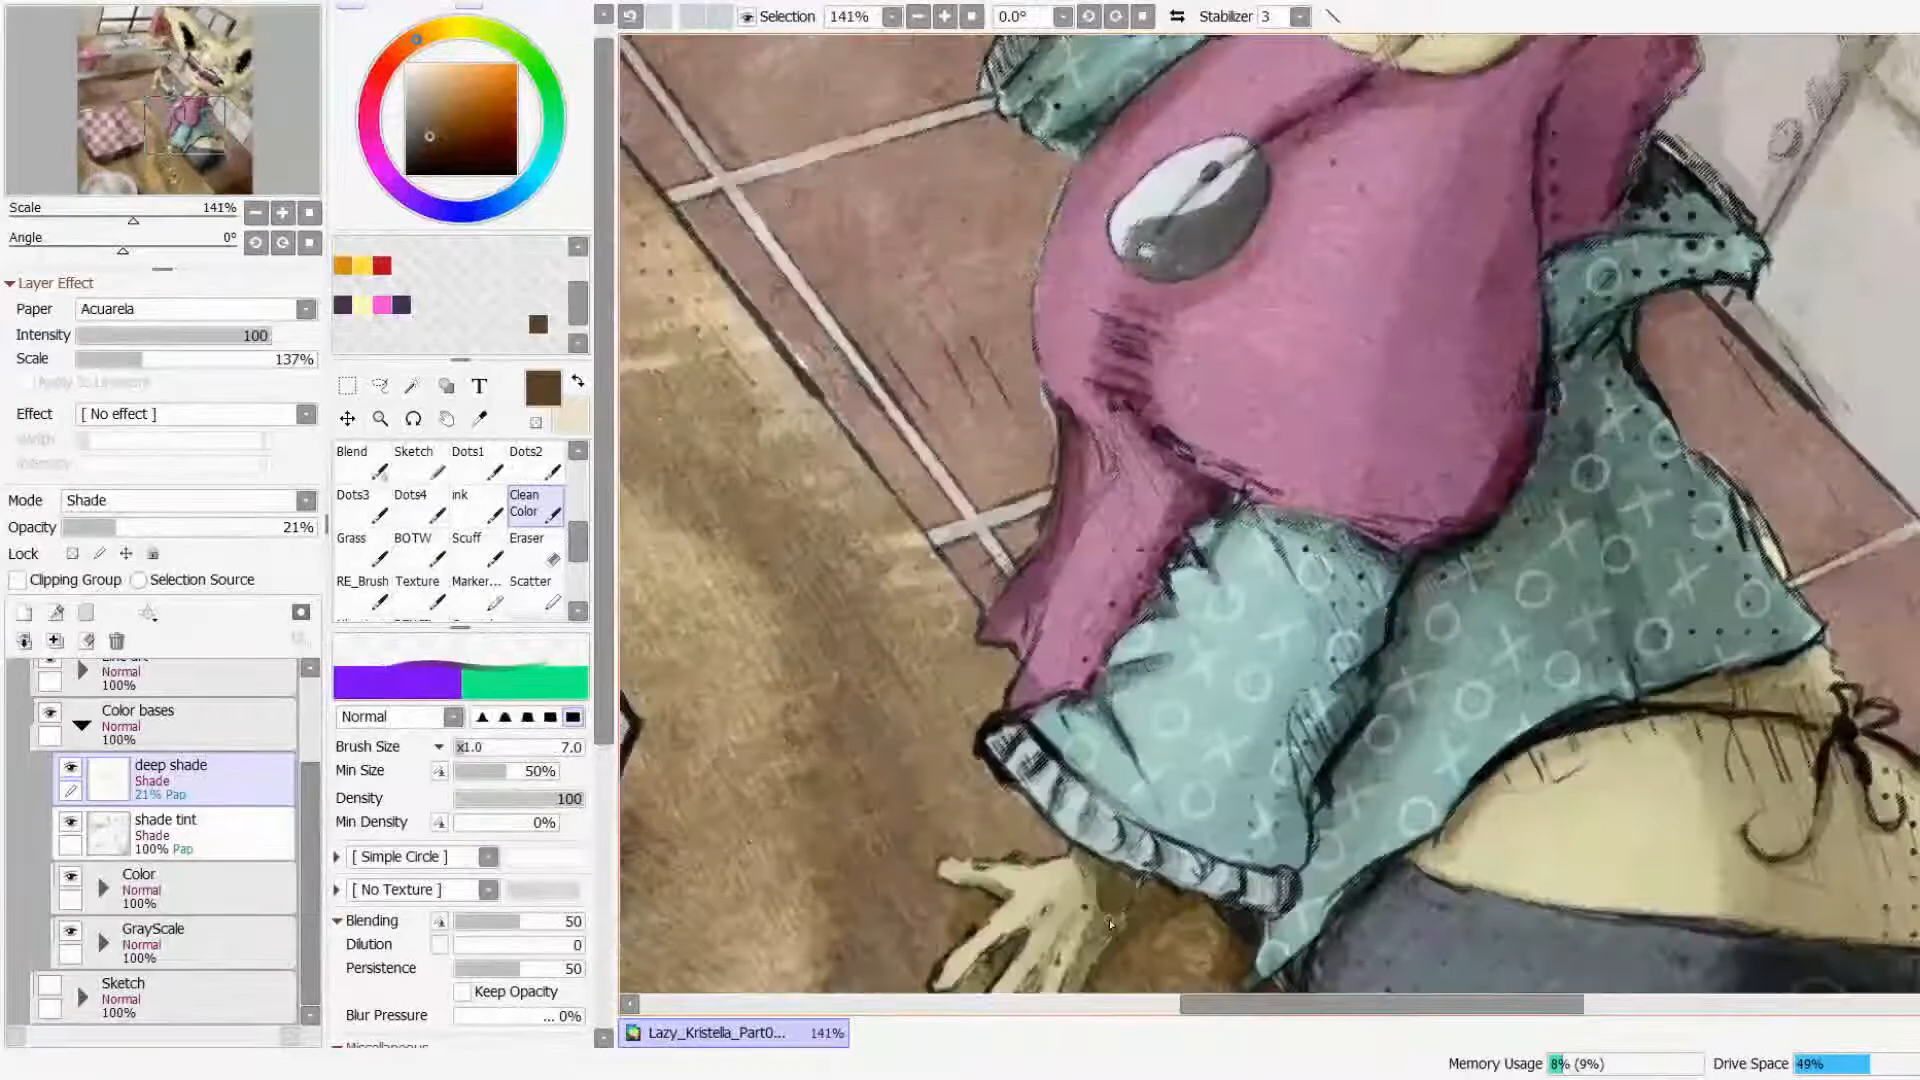 Selection 141% 0.0° Stabilizer 3
Scale 141%
Angle 0°
Layer Effect
Paper Acuarela
Intensity 100
Scale 137%
Effect [ No effect ]
Width
Intensity
Mode Shade
Opacity 21%
Lock
Clipping Group Selection Source
Normal
100%
Color bases
Normal
100%
deep shade
Shade
21% Pap
shade tint
Shade
100% Pap
Color
Normal
100%
GrayScale
Normal
100%
Sketch
Normal
100%
T
Blend Sketch Dots1 Dots2
Dots3 Dots4 ink Clean Color
Grass BOTW Scuff Eraser
RE_Brush Texture Marker... Scatter
Normal
Brush Size x1.0 7.0
Min Size 50%
Density 100
Min Density 0%
[ Simple Circle ]
[ No Texture ]
Blending 50
Dilution 0
Persistence 50
Keep Opacity
Blur Pressure ... 0%
Miscellaneous
Lazy_Kristella_Part0... 141%
Memory Usage 8% (9%) Drive Space 49%